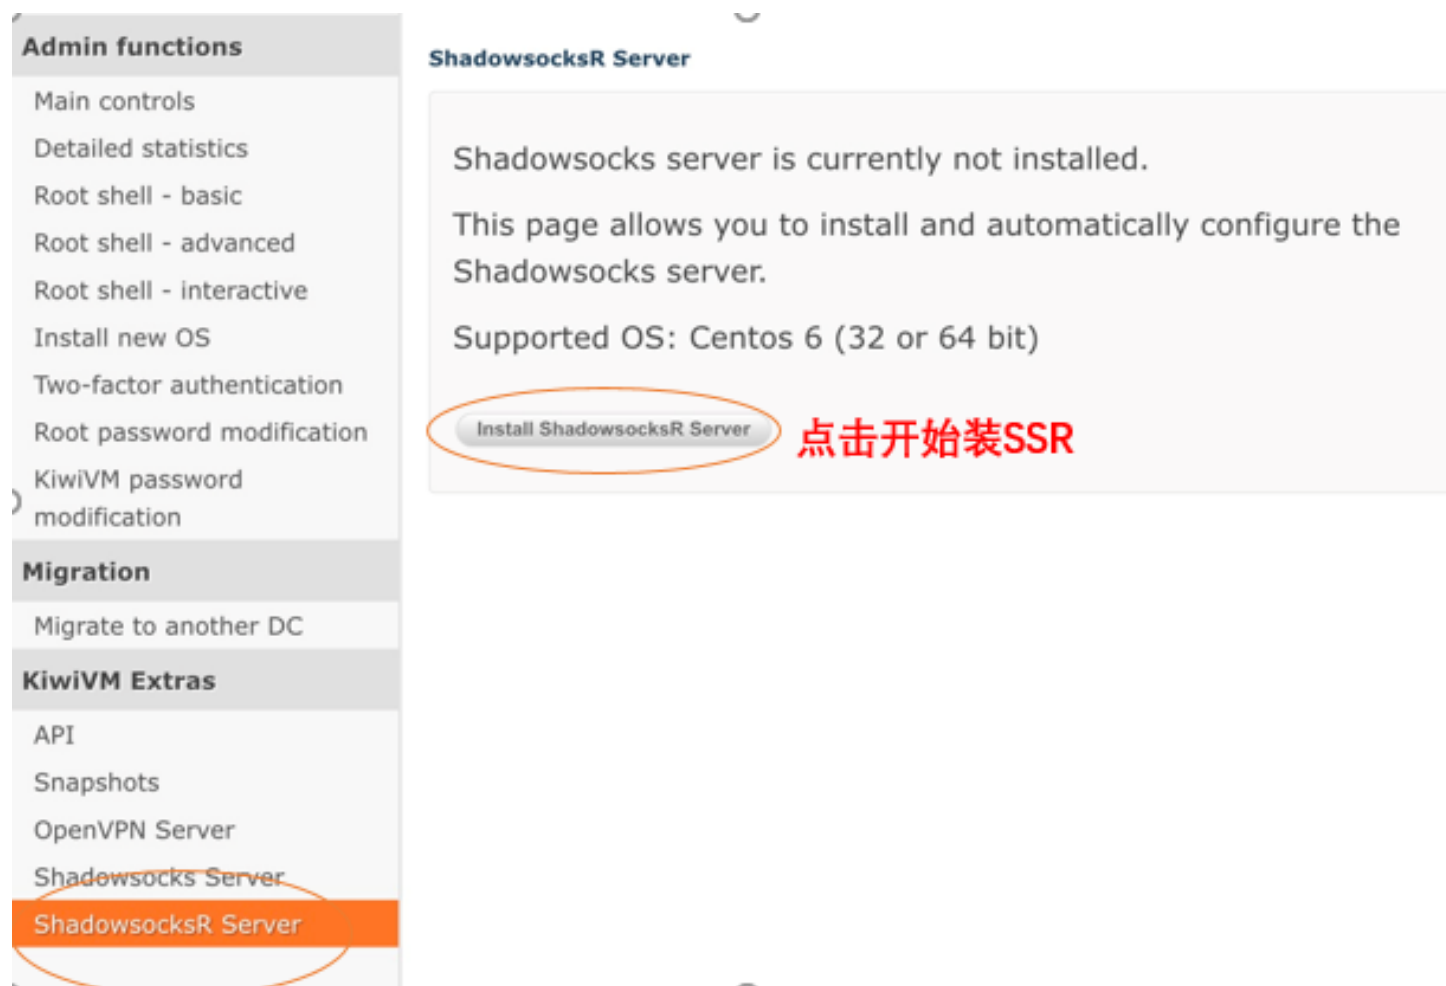 Admin functions
Main controls
Detailed statistics
Root shell - basic
Root shell - advanced
Root shell - interactive
Install new OS
Two-factor authentication
Root password modification
KiwiVM password
modification
Migration
Migrate to another DC
KiwiVM Extras
API
Snapshots
OpenVPN Server
Shadowsocks Server
ShadowsocksR Server
ShadowsocksR Server
Shadowsocks server is currently not installed.
This page allows you to install and automatically configure the
Shadowsocks server.
Supported OS: Centos 6 (32 or 64 bit)
Install ShadowsocksR Server
点击开始装SSR